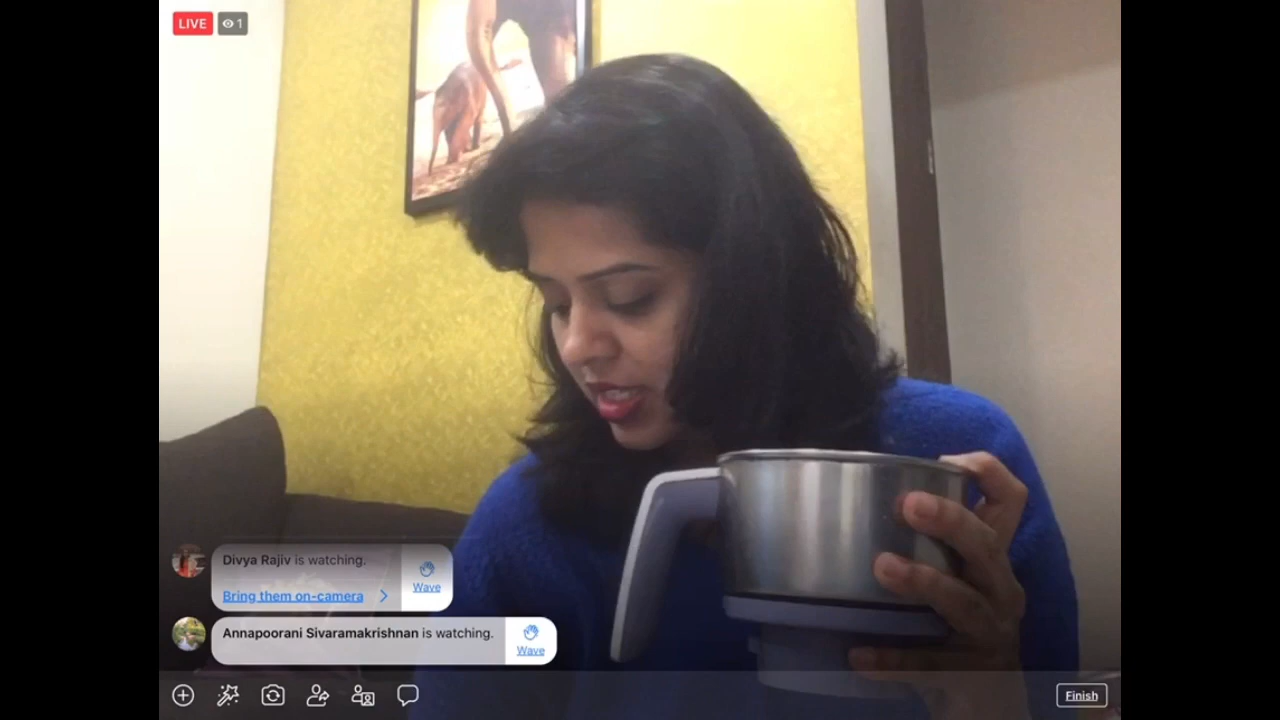 LIVE 1
Divya Rajiv is watching.
Bring them on-camera
Wave
Annapoorani Sivaramakrishnan is watching.
Wave
Finish